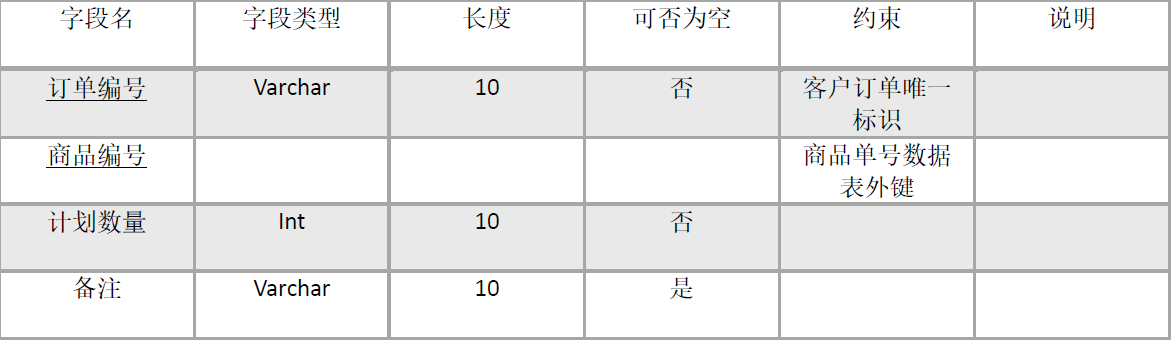 字段名 字段类型 长度 可否为空 约束 说明
订单编号 Varchar 10 否 客户订单唯一
标识
商品编号 商品单号数据
表外键
计划数量 Int 10 否
备注 Varchar 10 是